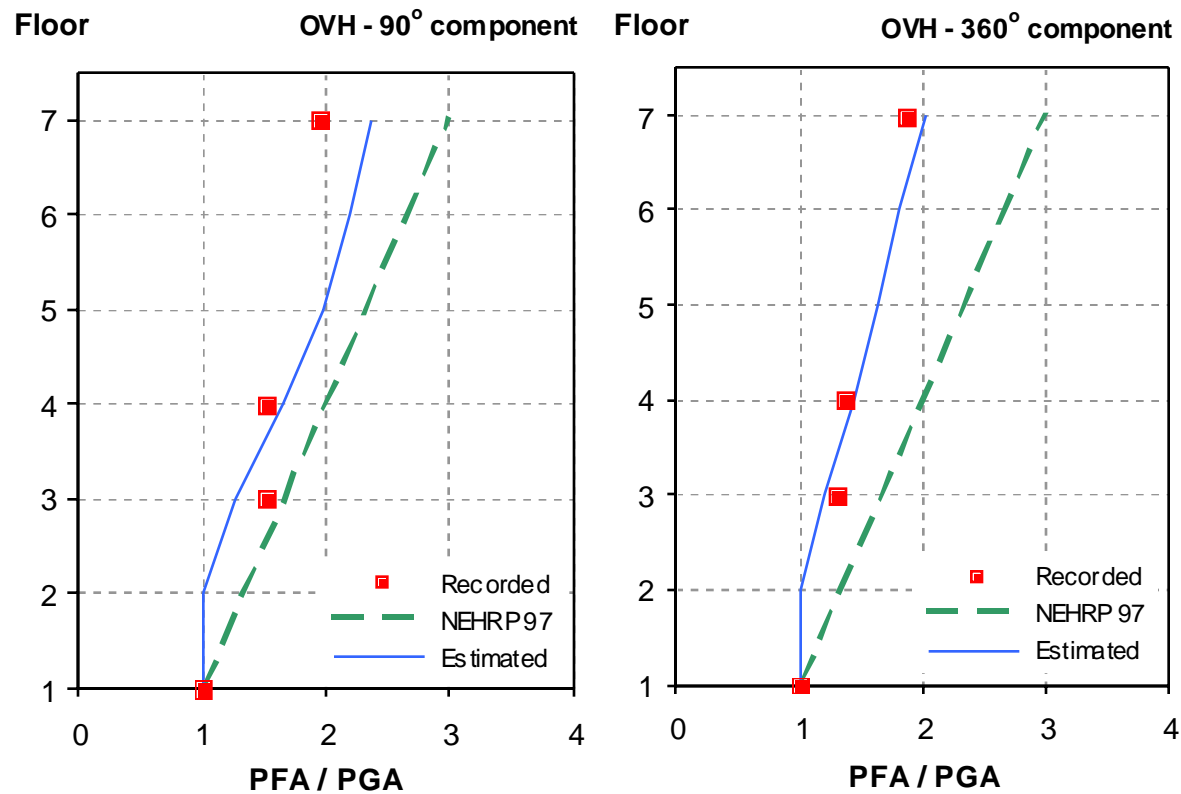 Floor
OVH - 90° component
7
6
5
4
3
2
1
Recorded
NEHRP 97
Estimated
0 1 2 3 4
PFA / PGA
Floor
OVH - 360° component
7
6
5
4
3
2
1
Recorded
NEHRP 97
Estimated
0 1 2 3 4
PFA / PGA